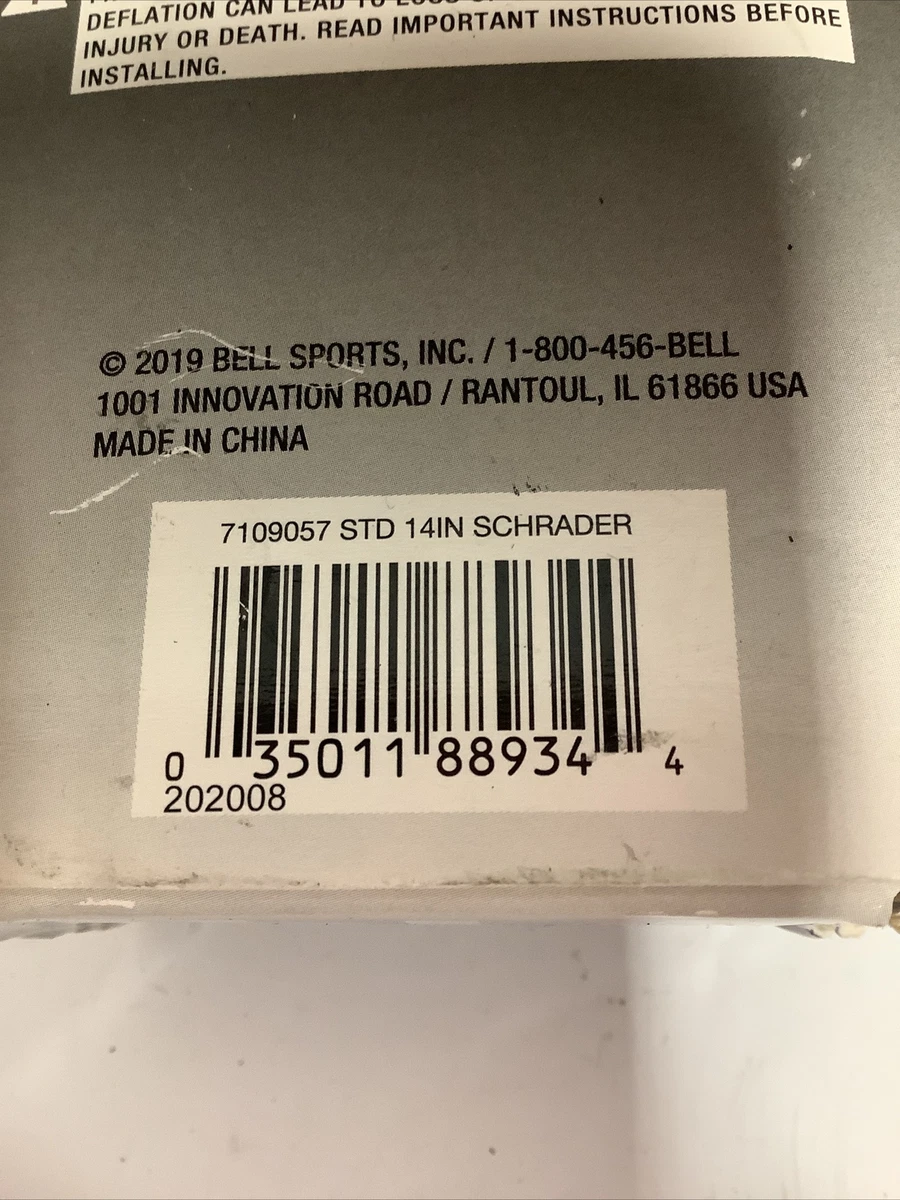 DEFLATION CAN LEAD TO
INJURY OR DEATH. READ IMPORTANT INSTRUCTIONS BEFORE
INSTALLING.
© 2019 BELL SPORTS, INC. / 1-800-456-BELL
1001 INNOVATION ROAD / RANTOUL, IL 61866 USA
MADE IN CHINA
7109057 STD 14IN SCHRADER
0 35011 88934 4
202008